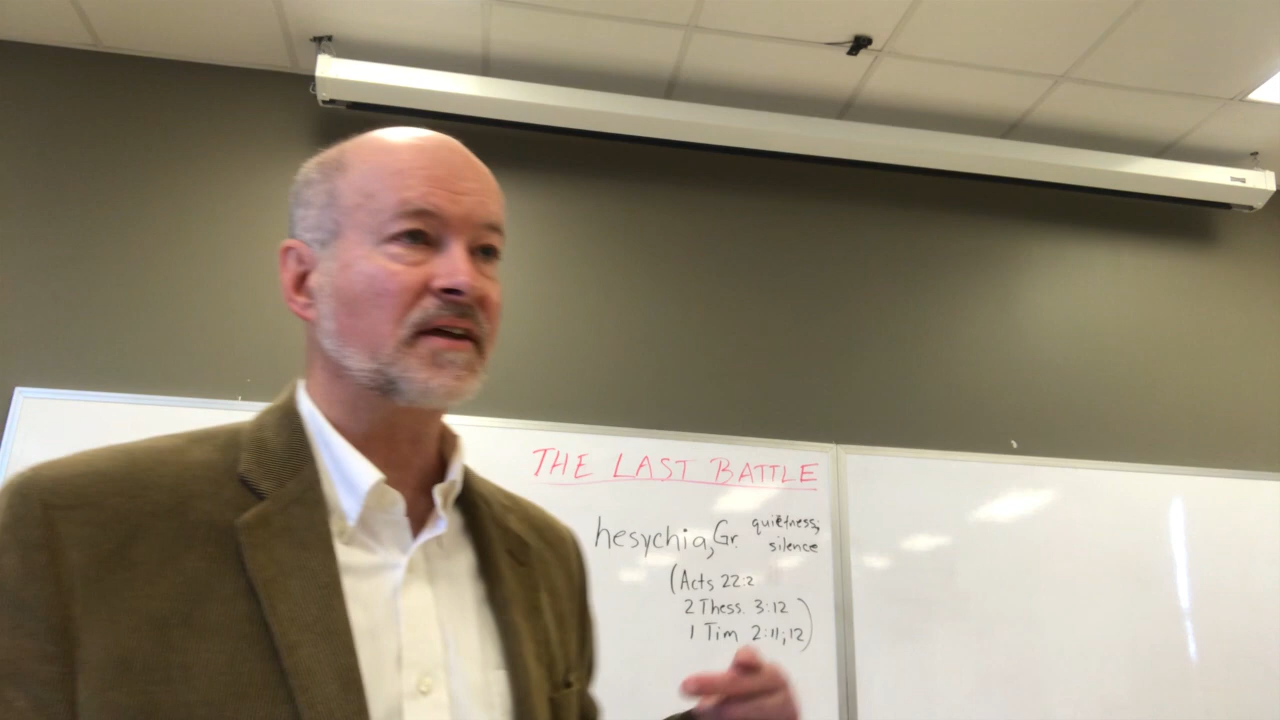 THE LAST BATTLE
hesychia, Gr. quietness;
silence
(Acts 22:2
2 Thess. 3:12
1 Tim 2:11,12)